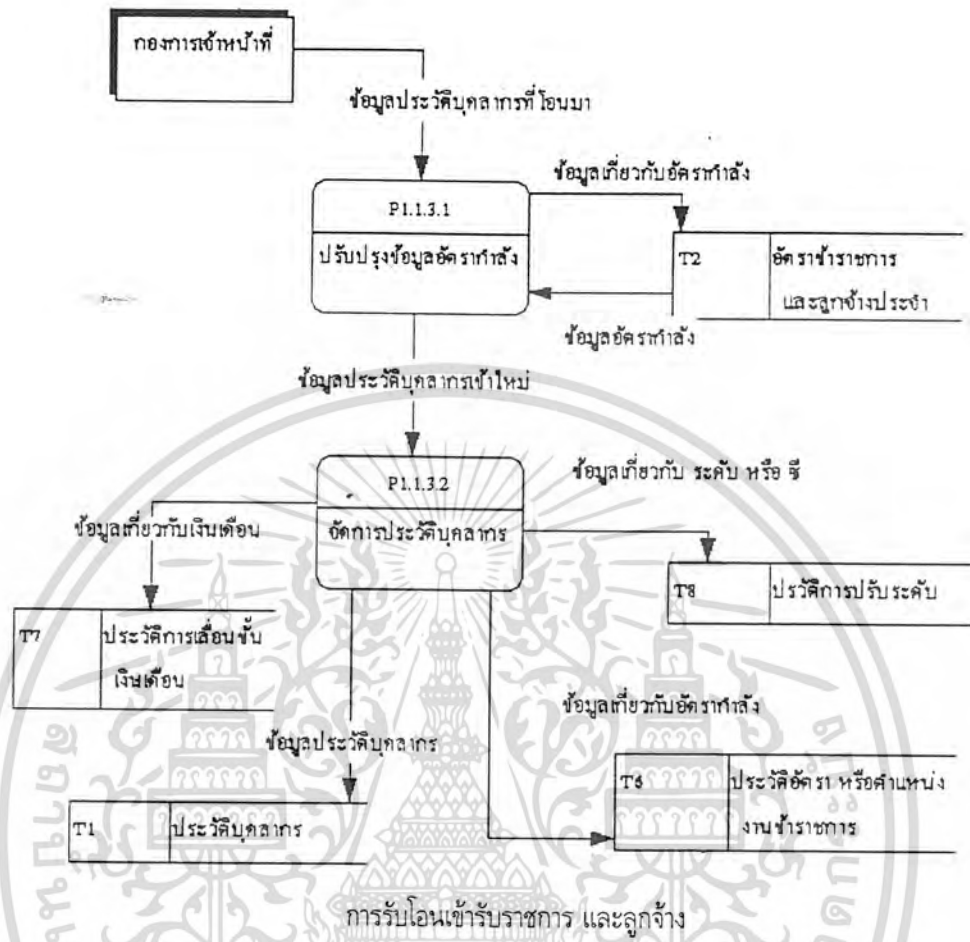 กองการเจ้าหน้าที่
ข้อมูลประวัติบุคลากรที่โอนมา
ข้อมูลเกี่ยวกับอัตรากำลัง
P1.1.3.1
ปรับปรุงข้อมูลอัตรากำลัง
T2
อัตราข้าราชการ
และลูกจ้างประจำ
ข้อมูลอัตรากำลัง
ข้อมูลประวัติบุคลากรเข้าใหม่
P1.1.3.2
จัดการประวัติบุคลากร
ข้อมูลเกี่ยวกับ ระดับ หรือ ซี
ข้อมูลเกี่ยวกับเงินเดือน
T8
ปรวัติการปรับระดับ
T7
ประวัติการเลื่อนขั้น
เงินเดือน
ข้อมูลเกี่ยวกับอัตรากำลัง
ข้อมูลประวัติบุคลากร
T6
ประวัติอัตรา หรือตำแหน่ง
งานข้าราชการ
T1
ประวัติบุคลากร
การรับโอนเข้ารับราชการ และลูกจ้าง